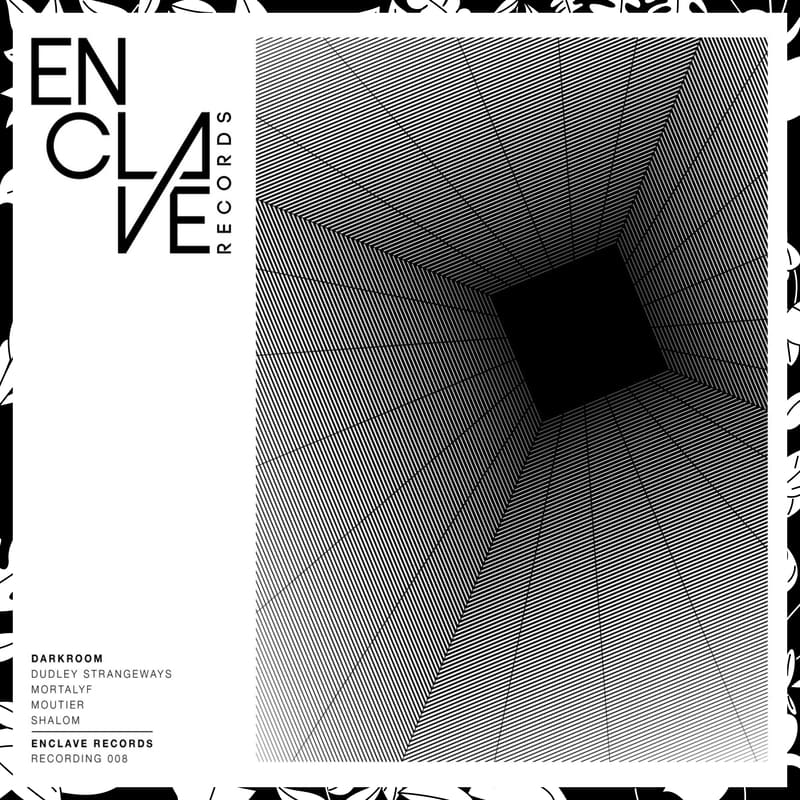 EN
CLA
VE
RECORDS
DARKROOM
DUDLEY STRANGEWAYS
MORTALYF
MOUTIER
SHALOM
ENCLAVE RECORDS
RECORDING 008